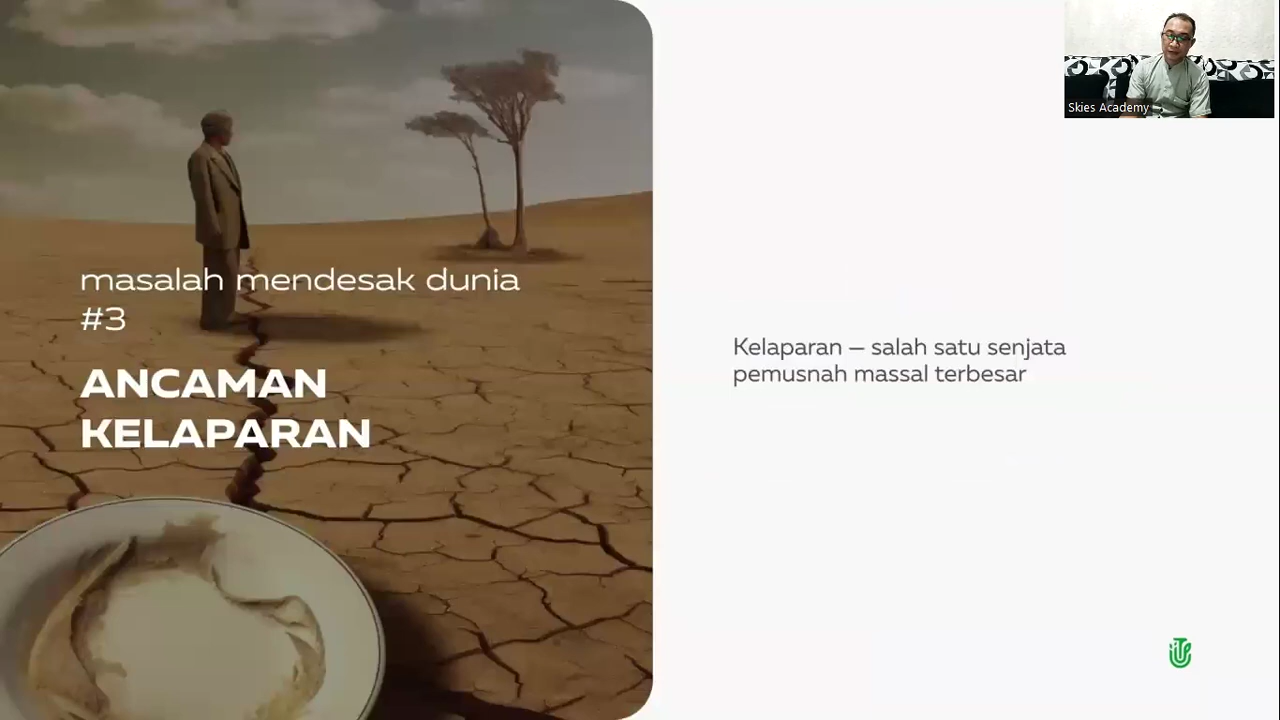 masalah mendesak dunia
#3
ANCAMAN
KELAPARAN
Kelaparan – salah satu senjata
pemusnah massal terbesar
Skies Academy